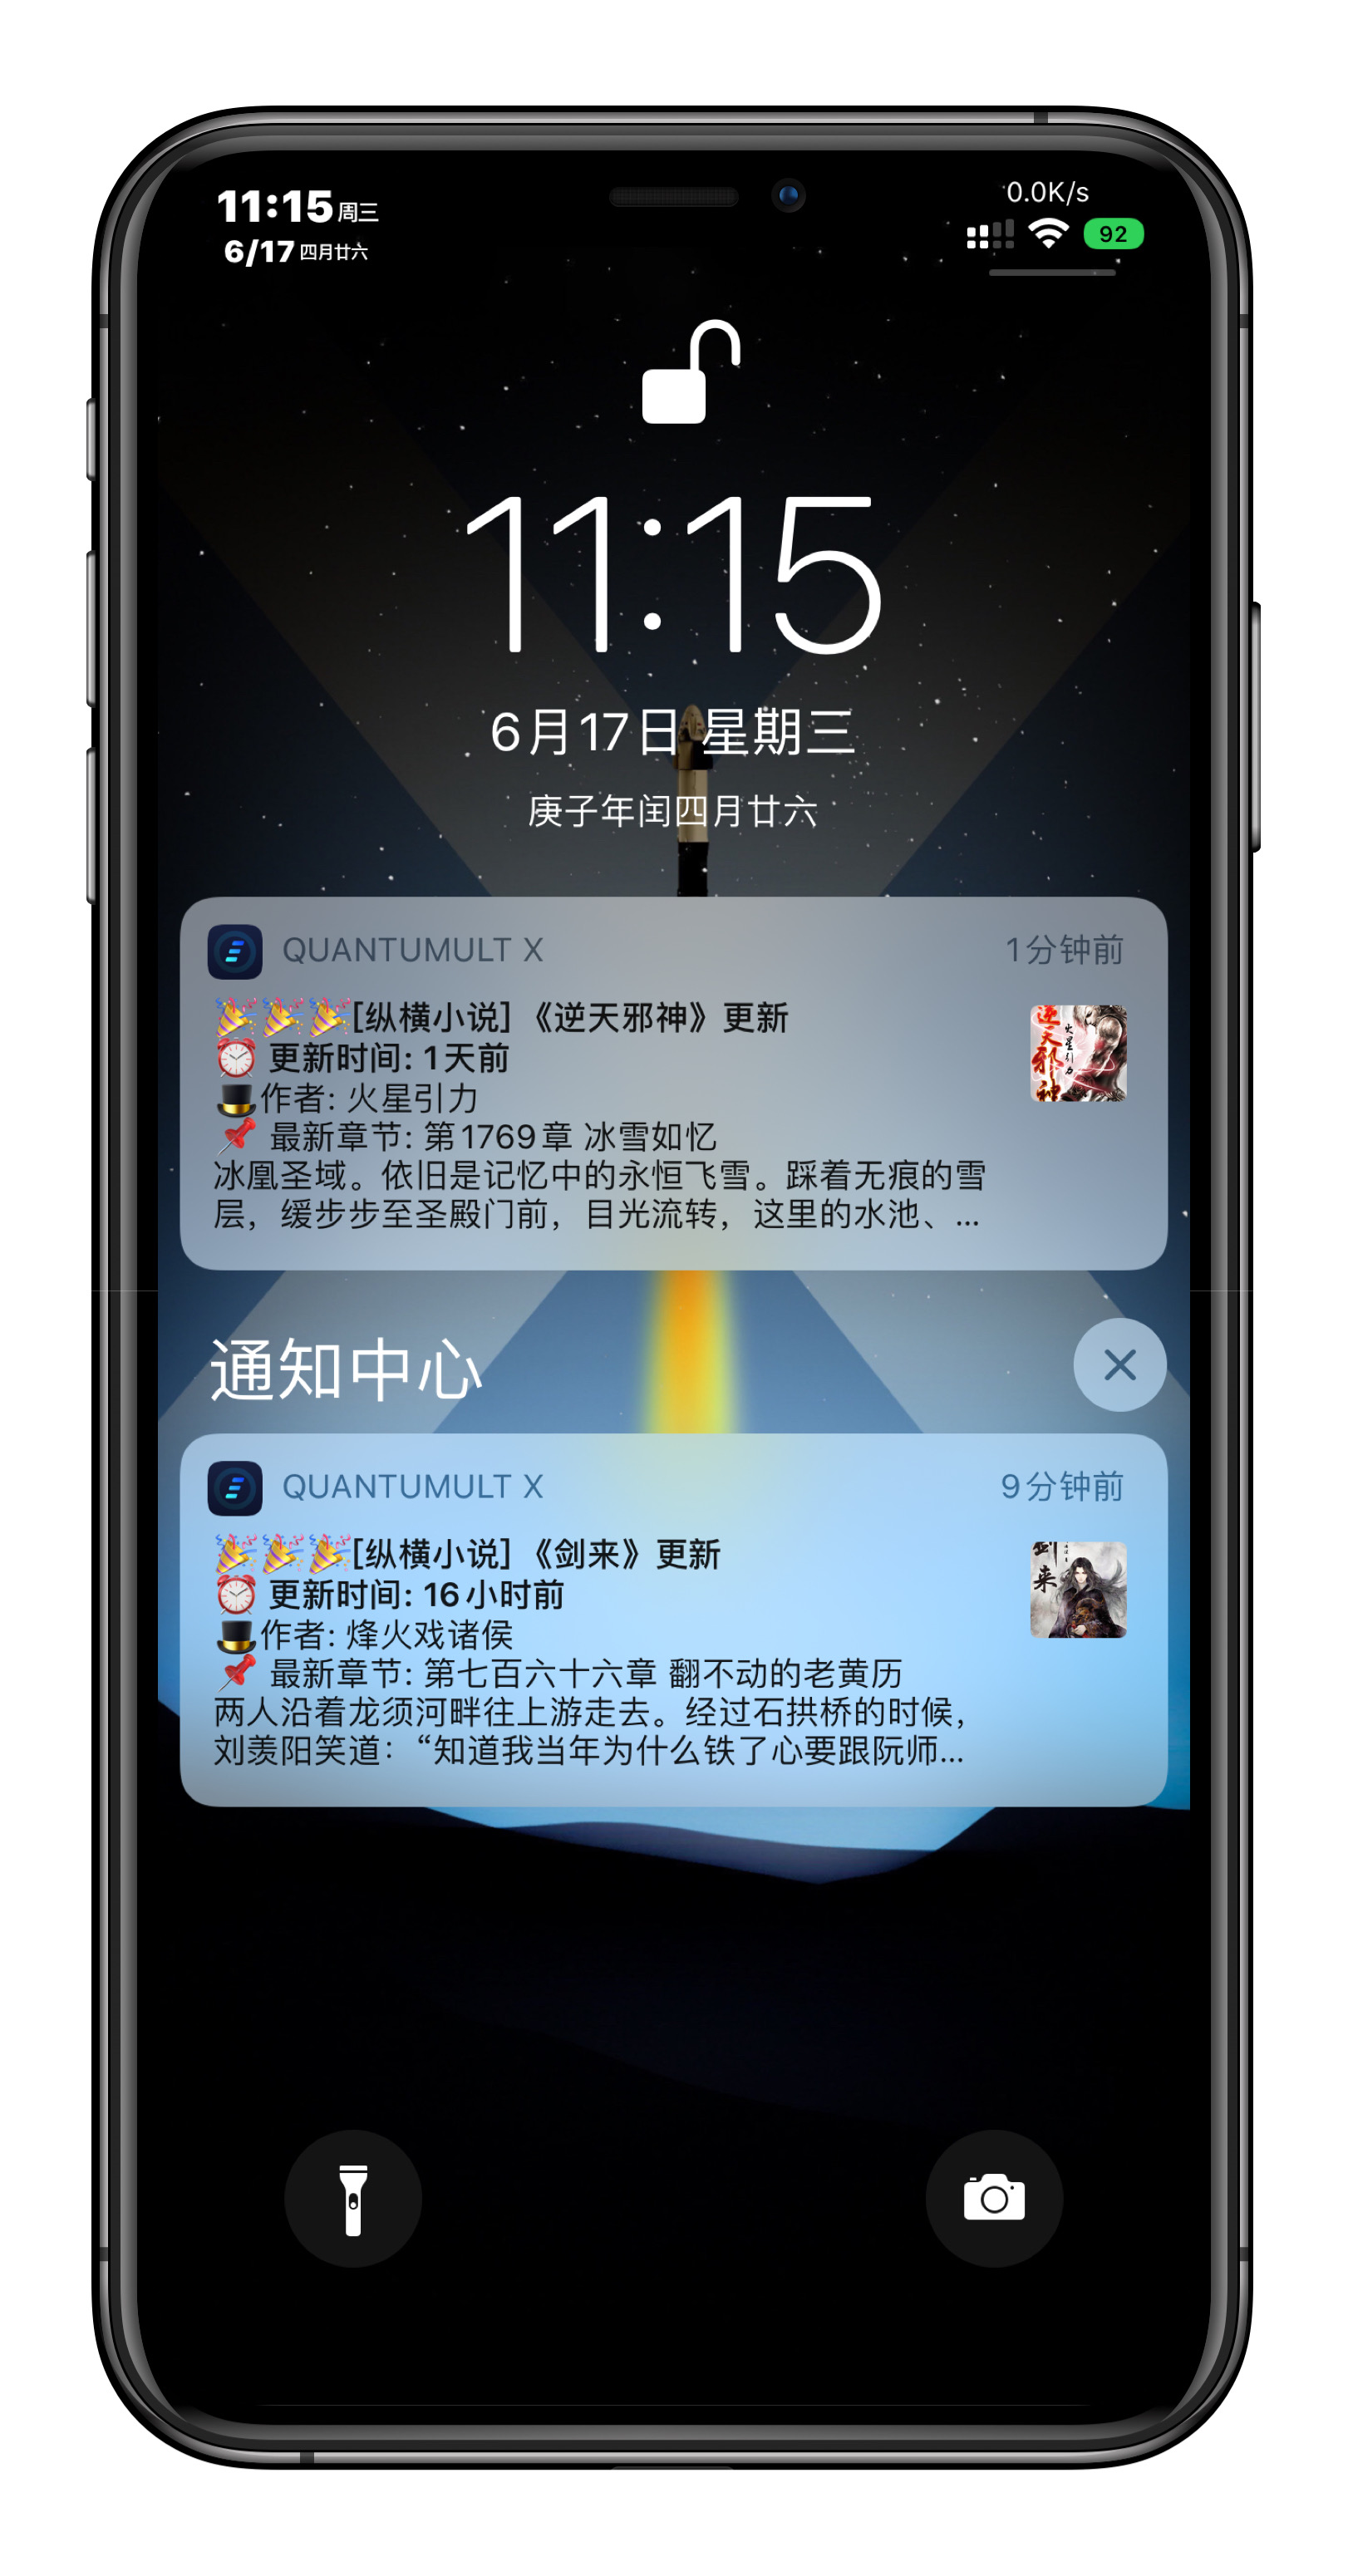 11:15 周三
6/17 四月廿六
0.0K/s
92
11:15
6月17日 星期三
庚子年闰四月廿六
QUANTUMULT X
1分钟前
🎉🎉🎉[纵横小说]《逆天邪神》更新
⏰ 更新时间: 1天前
🎩作者: 火星引力
📌 最新章节: 第1769章 冰雪如忆
冰凰圣域。依旧是记忆中的永恒飞雪。踩着无痕的雪
层，缓步步至圣殿门前，目光流转，这里的水池、...
逆天邪神
火星引力
通知中心
QUANTUMULT X
9分钟前
🎉🎉🎉[纵横小说]《剑来》更新
⏰ 更新时间: 16小时前
🎩作者: 烽火戏诸侯
📌 最新章节: 第七百六十六章 翻不动的老黄历
两人沿着龙须河畔往上游走去。经过石拱桥的时候，
刘羡阳笑道：“知道我当年为什么铁了心要跟阮师...
剑来